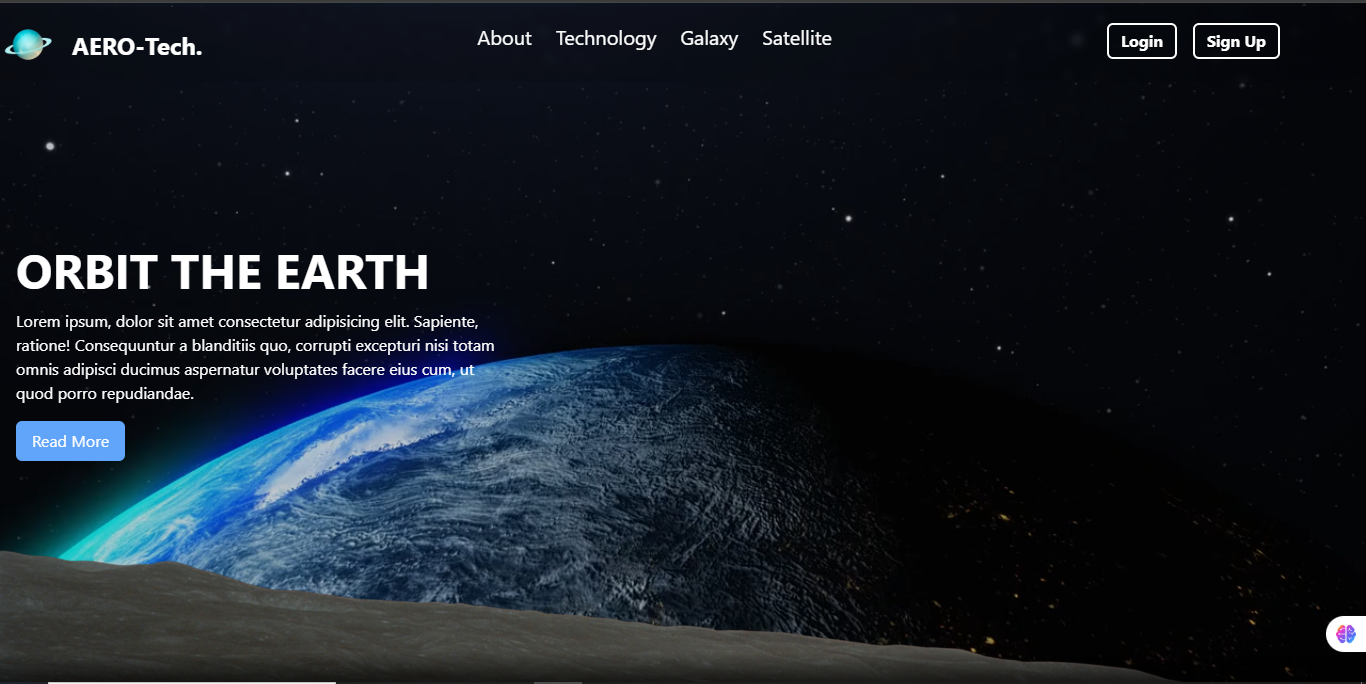 AERO-Tech.
About Technology Galaxy Satellite
Login Sign Up
ORBIT THE EARTH
Lorem ipsum, dolor sit amet consectetur adipisicing elit. Sapiente,
ratione! Consequuntur a blanditiis quo, corrupti excepturi nisi totam
omnis adipisci ducimus aspernatur voluptates facere eius cum, ut
quod porro repudiandae.
Read More